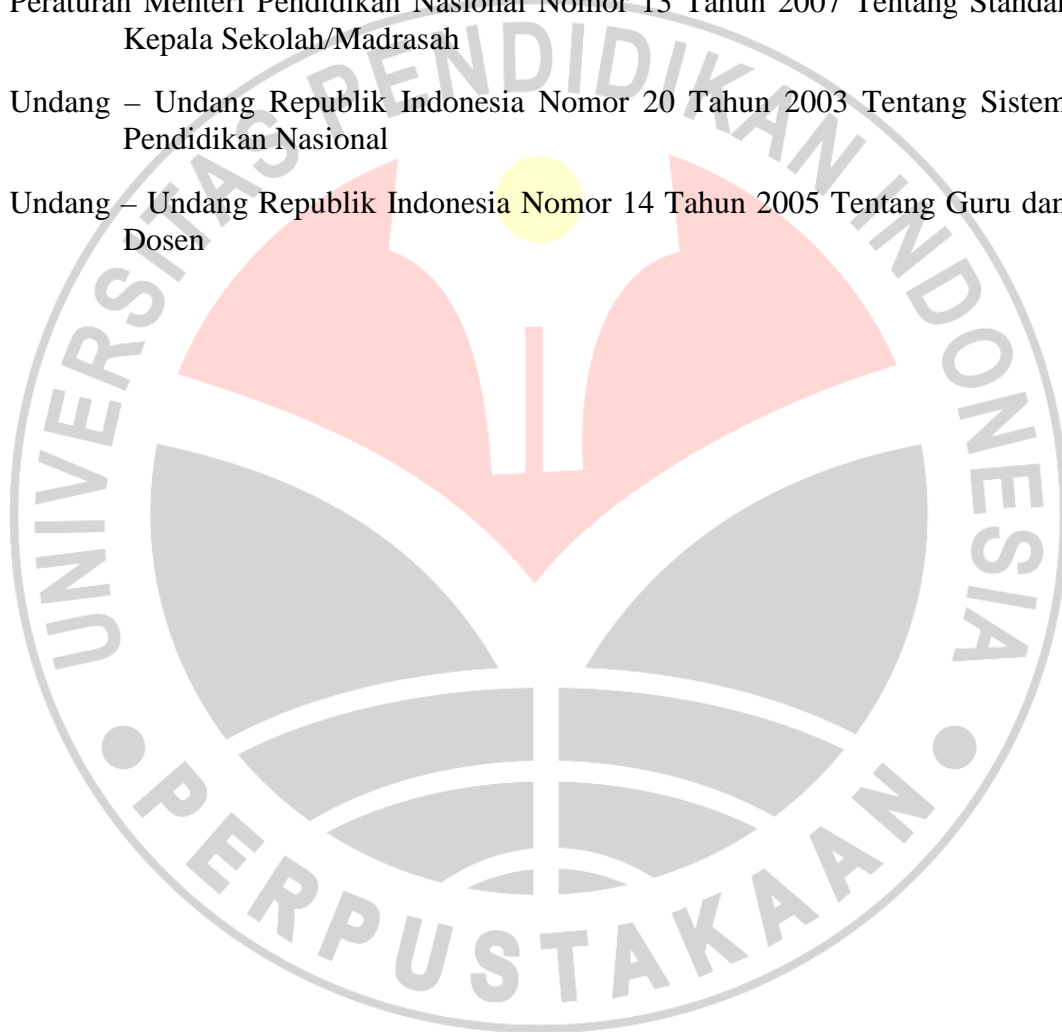 Peraturan Menteri Pendidikan Nasional Nomor 13 Tahun 2007 Tentang Standar
Kepala Sekolah/Madrasah
Undang – Undang Republik Indonesia Nomor 20 Tahun 2003 Tentang Sistem
Pendidikan Nasional
Undang – Undang Republik Indonesia Nomor 14 Tahun 2005 Tentang Guru dan
Dosen
UNIVERSITAS PENDIDIKAN INDONESIA
PERPUSTAKAAN